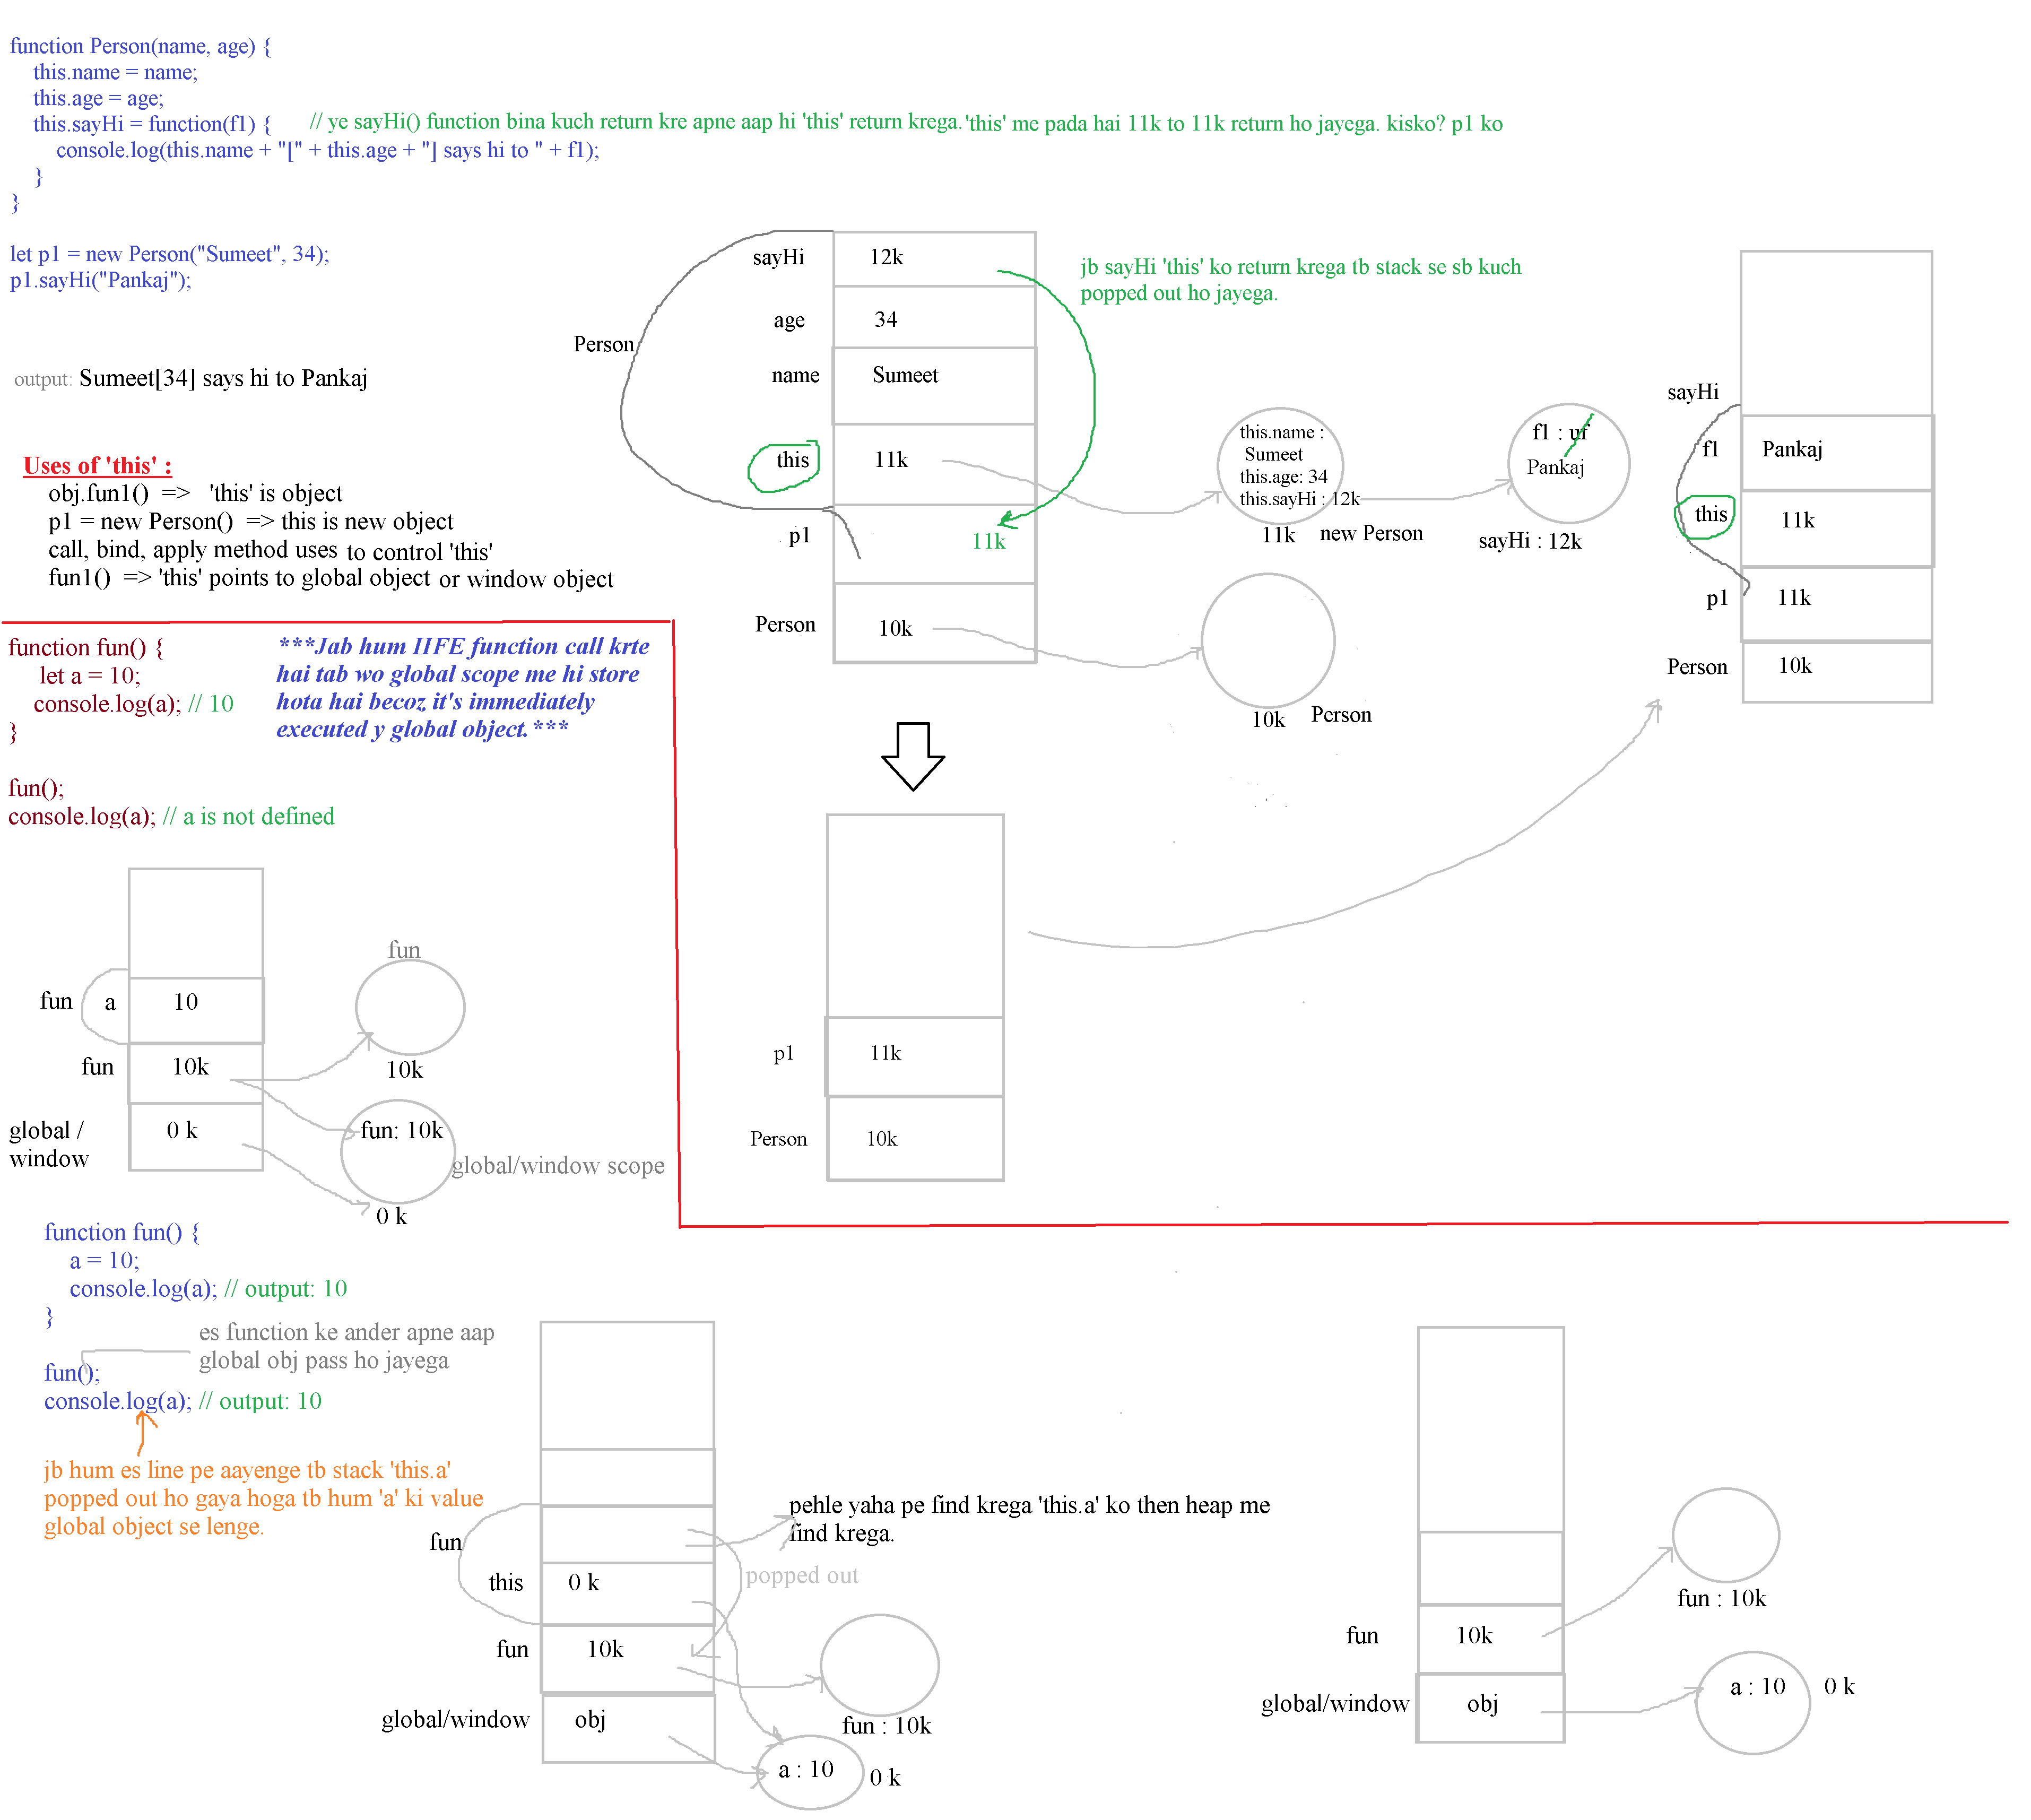 function Person(name, age) {
this.name = name;
this.age = age;
this.sayHi = function(f1) { // ye sayHi() function bina kuch return kre apne aap hi 'this' return krega. 'this' me pada hai 11k to 11k return ho jayega. kisko? p1 ko
console.log(this.name + "[" + this.age + "] says hi to " + f1);
}
}
let p1 = new Person("Sumeet", 34);
p1.sayHi("Pankaj");
output: Sumeet[34] says hi to Pankaj
Uses of 'this' :
obj.fun1() => 'this' is object
p1 = new Person() => this is new object
call, bind, apply method uses to control 'this'
fun1() => 'this' points to global object or window object
Person
sayHi 12k
age 34
name Sumeet
this 11k
p1 11k
Person 10k
jb sayHi 'this' ko return krega tb stack se sb kuch
popped out ho jayega.
this.name :
Sumeet
this.age: 34
this.sayHi : 12k
11k new Person
f1 : uf
Pankaj
sayHi : 12k
10k Person
sayHi
f1 Pankaj
this 11k
p1 11k
Person 10k
p1 11k
Person 10k
function fun() {
let a = 10;
console.log(a); // 10
}
fun();
console.log(a); // a is not defined
***Jab hum IIFE function call krte
hai tab wo global scope me hi store
hota hai becoz it's immediately
executed y global object.***
fun a 10
fun 10k
global /
window
0 k
fun
10k
fun: 10k
global/window scope
0 k
function fun() {
a = 10;
console.log(a); // output: 10
}
es function ke ander apne aap
global obj pass ho jayega
fun();
console.log(a); // output: 10
jb hum es line pe aayenge tb stack 'this.a'
popped out ho gaya hoga tb hum 'a' ki value
global object se lenge.
fun
this 0 k
fun 10k
global/window obj
pehle yaha pe find krega 'this.a' ko then heap me
find krega.
popped out
fun : 10k
a : 10 0 k
fun 10k
global/window obj
fun : 10k
a : 10 0 k